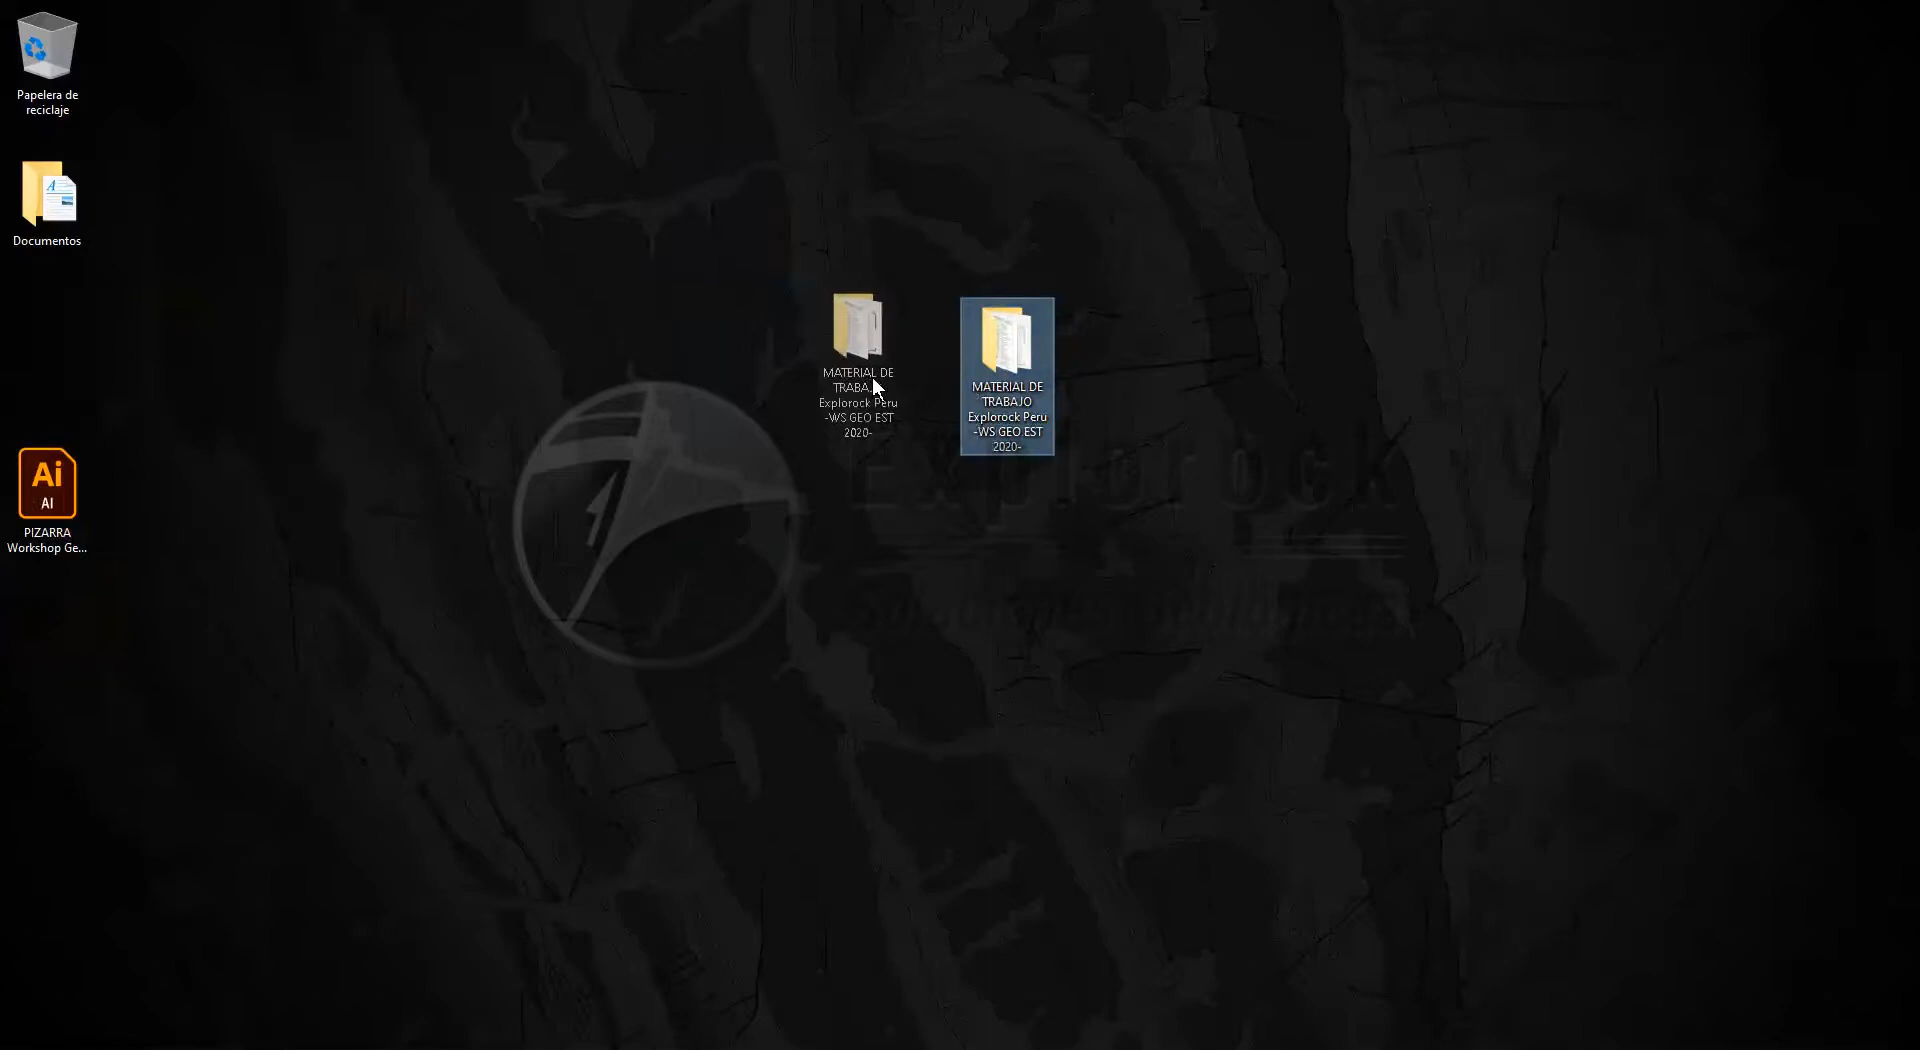 Papelera de
reciclaje
Documentos
Ai
AI
PIZARRA
Workshop Ge...
MATERIAL DE
Explorock Peru
-WS GEO EST
2020-
MATERIAL DE
TRABAJO
Explorock Peru
-WS GEO EST
2020-
Explorock